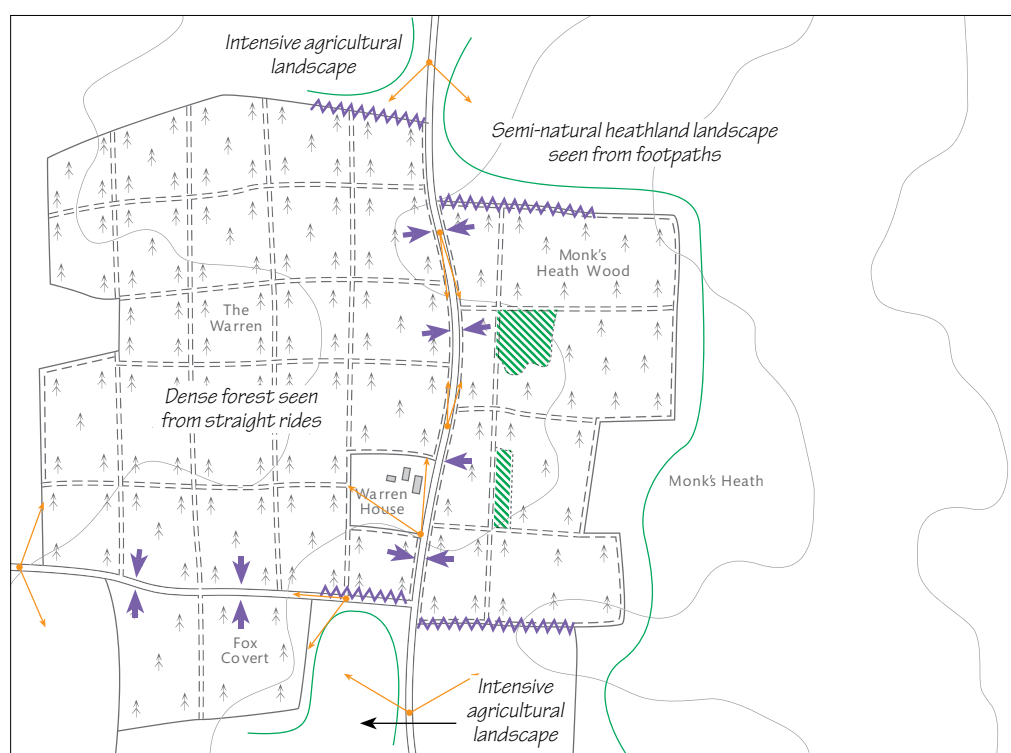 Intensive agricultural
landscape
Semi-natural heathland landscape
seen from footpaths
Monk's
Heath Wood
The
Warren
Dense forest seen
from straight rides
Warren
House
Monk's Heath
Fox
Covert
Intensive
agricultural
landscape